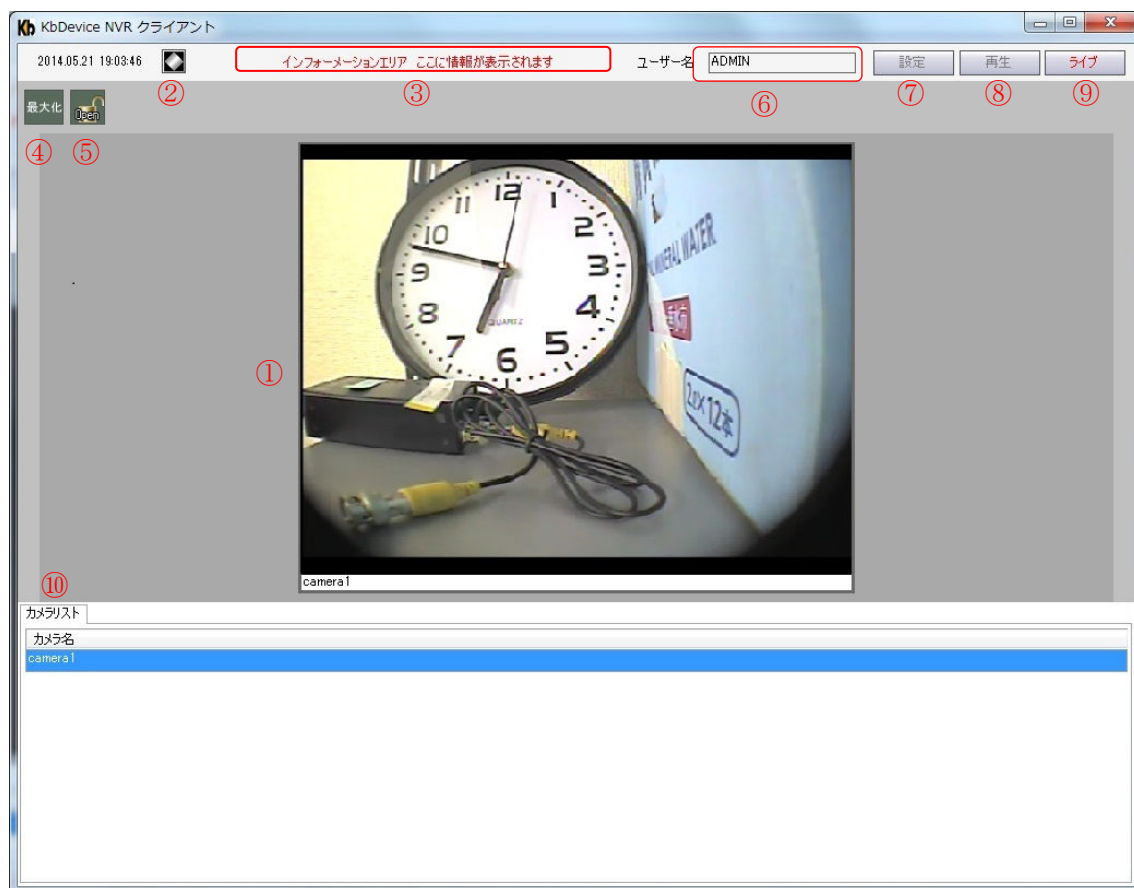 Kb KbDevice NVR クライアント
2014.05.21 19:03:46
インフォーメーションエリア ここに情報が表示されます
ユーザー名
ADMIN
設定
再生
ライブ
②
③
⑥
⑦
⑧
⑨
最大化
Open
④
⑤
①
12
1
2
3
4
5
6
7
8
9
10
11
QUARTZ
MINERAL WATER
2ℓ×12本
camera1
⑩
カメラリスト
カメラ名
camera1